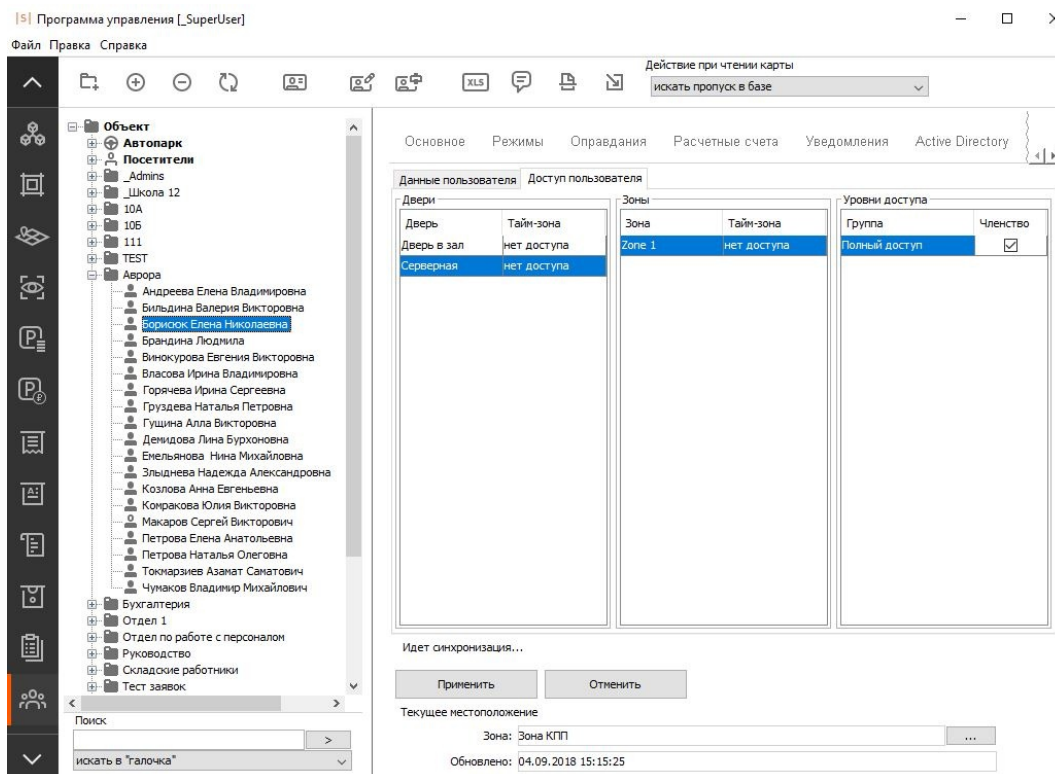 |S| Программа управления [_SuperUser]
Файл Правка Справка
Действие при чтении карты
XLS
искать пропуск в базе
Объект
Автопарк
Посетители
_Admins
_Школа 12
10А
10Б
111
TEST
Аврора
Андреева Елена Владимировна
Бильдина Валерия Викторовна
Борисюк Елена Николаевна
Брандина Людмила
Винокурова Евгения Викторовна
Власова Ирина Владимировна
Горячева Ирина Сергеевна
Груздева Наталья Петровна
Гущина Алла Викторовна
Демидова Лина Бурхоновна
Емельянова Нина Михайловна
Злыднева Надежда Александровна
Козлова Анна Евгеньевна
Комракова Юлия Викторовна
Макаров Сергей Викторович
Петрова Елена Анатольевна
Петрова Наталья Олеговна
Токмарзиев Азамат Саматович
Чумаков Владимир Михайлович
Бухгалтерия
Отдел 1
Отдел по работе с персоналом
Руководство
Складские работники
Тест заявок
Поиск
>
искать в "галочка"
Основное Режимы Оправдания Расчетные счета Уведомления Active Directory
Данные пользователя Доступ пользователя
Двери Зоны Уровни доступа
Дверь Тайм-зона Зона Тайм-зона Группа Членство
Дверь в зал нет доступа Zone 1 нет доступа Полный доступ
Серверная нет доступа
Идет синхронизация...
Применить Отменить
Текущее местоположение
Зона: Зона КПП ...
Обновлено: 04.09.2018 15:15:25